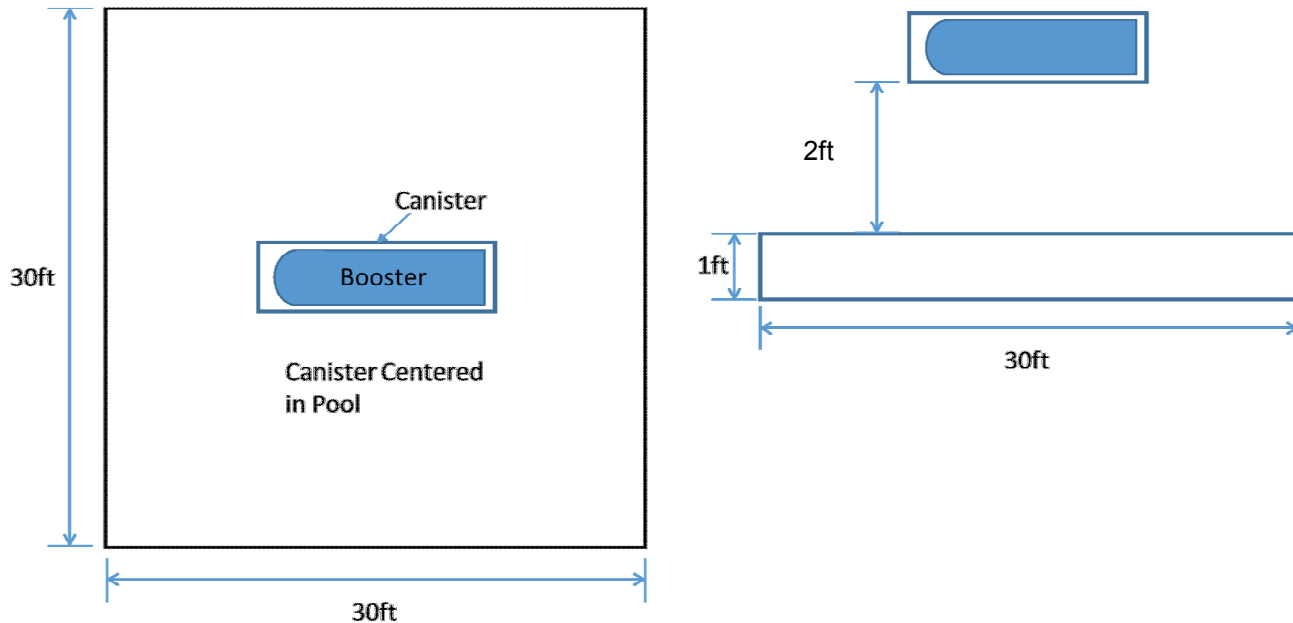 30ft
Canister
Booster
Canister Centered
in Pool
30ft
2ft
1ft
30ft